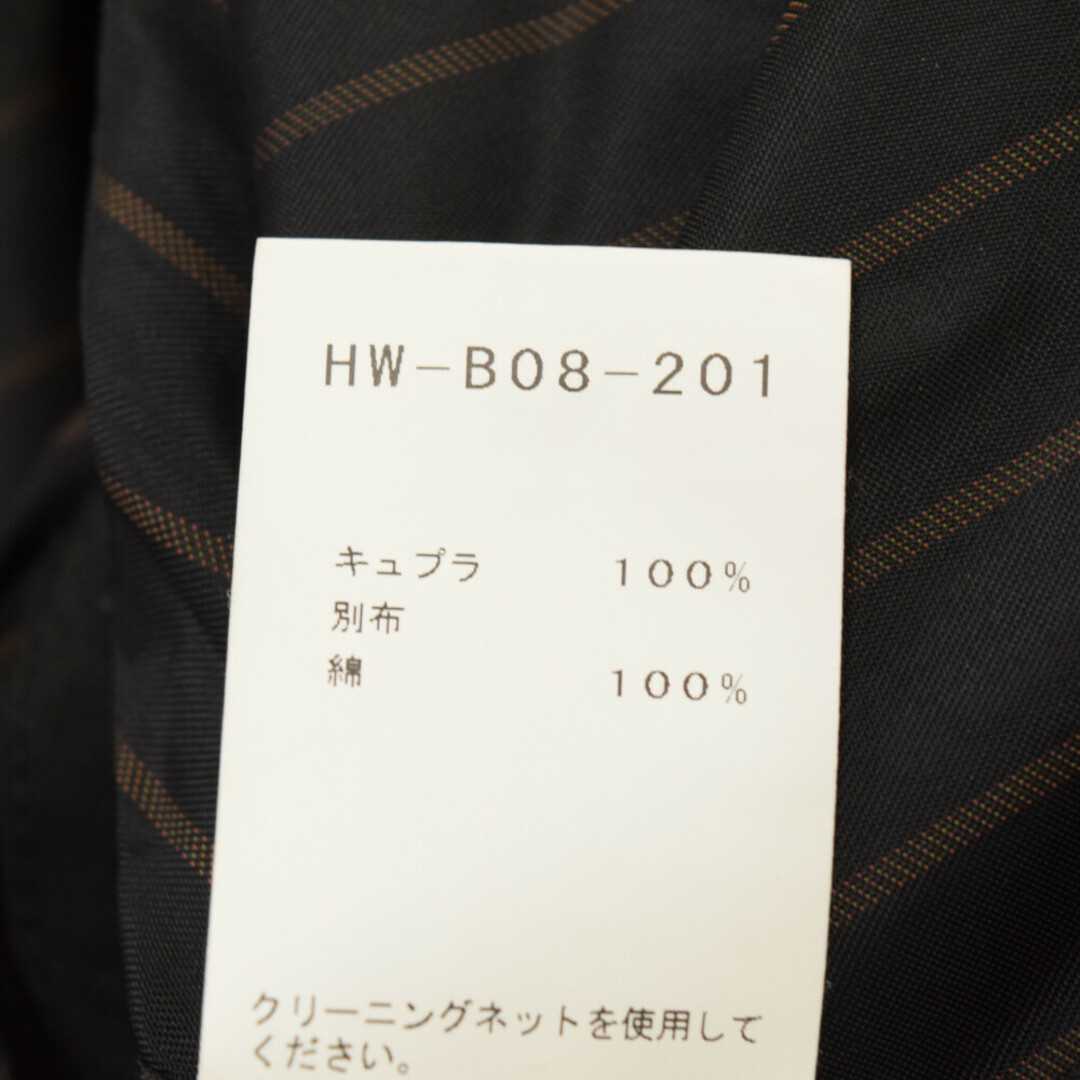 HW-B08-201
キュプラ 100%
別布
綿 100%
クリーニングネットを使用して
ください。